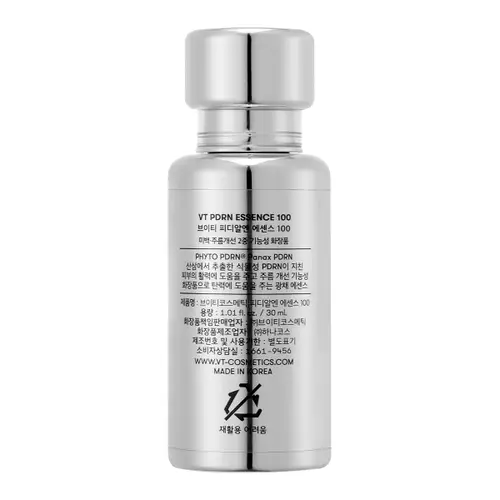 VT PDRN ESSENCE 100
브이티 피디알엔 에센스 100
미백·주름개선 2중 기능성 화장품
PHYTO PDRN® Panax PDRN
산삼에서 추출한 식물성 PDRN이 지친
피부의 활력에 도움을 주고 주름 개선 기능성
화장품으로 탄력에 도움을 주는 광채 에센스
제품명 : 브이티코스메틱 피디알엔 에센스 100
용량 : 1.01 fl. oz. / 30 mL
화장품책임판매업자 : ㈜브이티코스메틱
화장품제조업자 : ㈜하나코스
제조번호 및 사용기한 : 별도표기
소비자상담실 : 1661-9456
WWW.VT-COSMETICS.COM
MADE IN KOREA
재활용 어려움